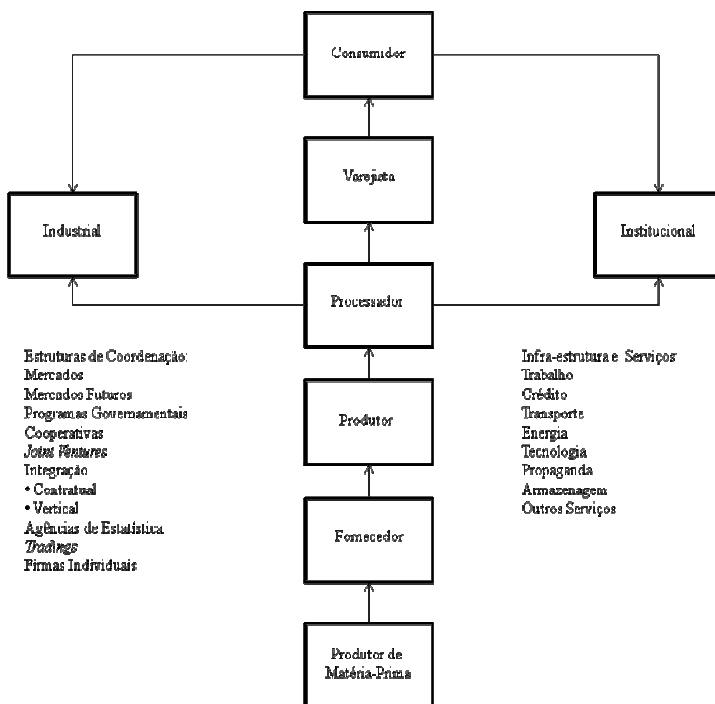 Consumidor
Varejista
Industrial
Institucional
Processador
Estruturas de Coordenação:
Mercados
Mercados Futuros
Programas Governamentais
Cooperativas
Joint Ventures
Integração
• Contratual
• Vertical
Agências de Estatística
Tradings
Firmas Individuais
Infra-estrutura e Serviços
Trabalho
Crédito
Transporte
Energia
Tecnologia
Propaganda
Armazenagem
Outros Serviços
Produtor
Fornecedor
Produtor de
Matéria-Prima